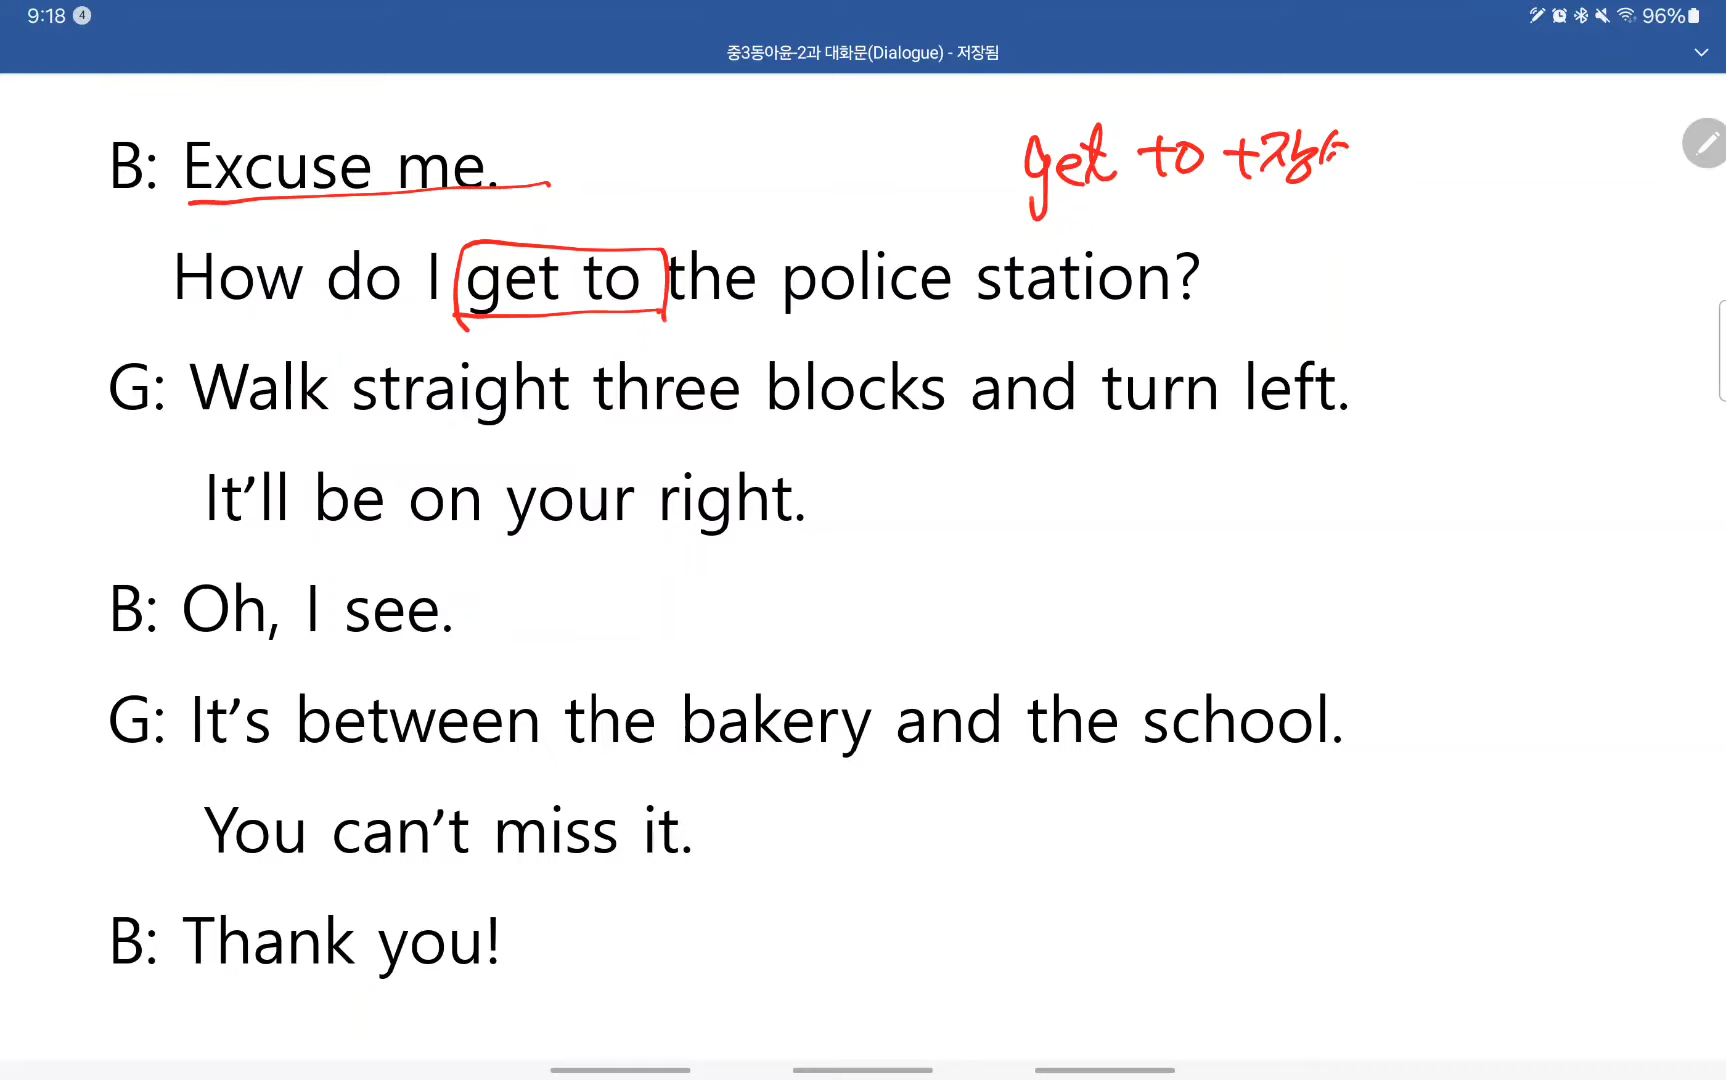 9:18 4 96%
중3동아윤-2과 대화문(Dialogue) - 저장됨
get to +장소
B: Excuse me.
How do I get to the police station?
G: Walk straight three blocks and turn left.
It’ll be on your right.
B: Oh, I see.
G: It’s between the bakery and the school.
You can’t miss it.
B: Thank you!